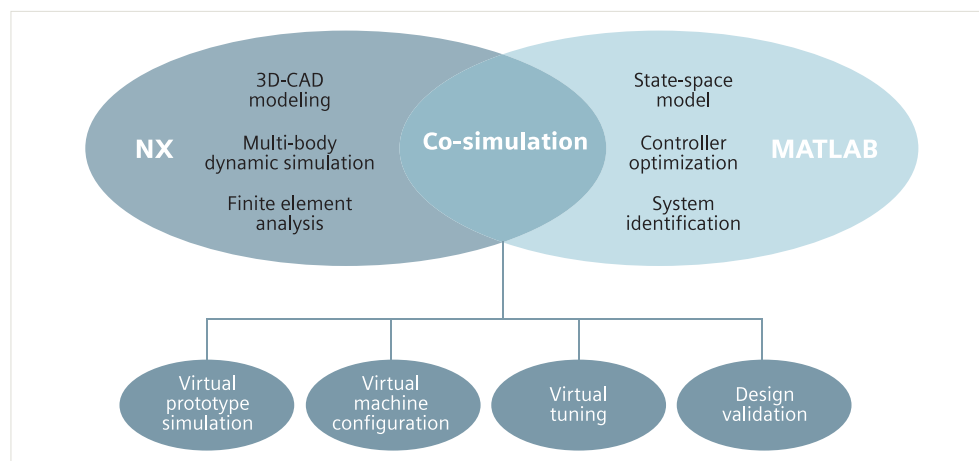 3D-CAD
modeling
NX
Multi-body
dynamic simulation
Finite element
analysis
Co-simulation
State-space
model
Controller
optimization
MATLAB
System
identification
Virtual
prototype
simulation
Virtual
machine
configuration
Virtual
tuning
Design
validation